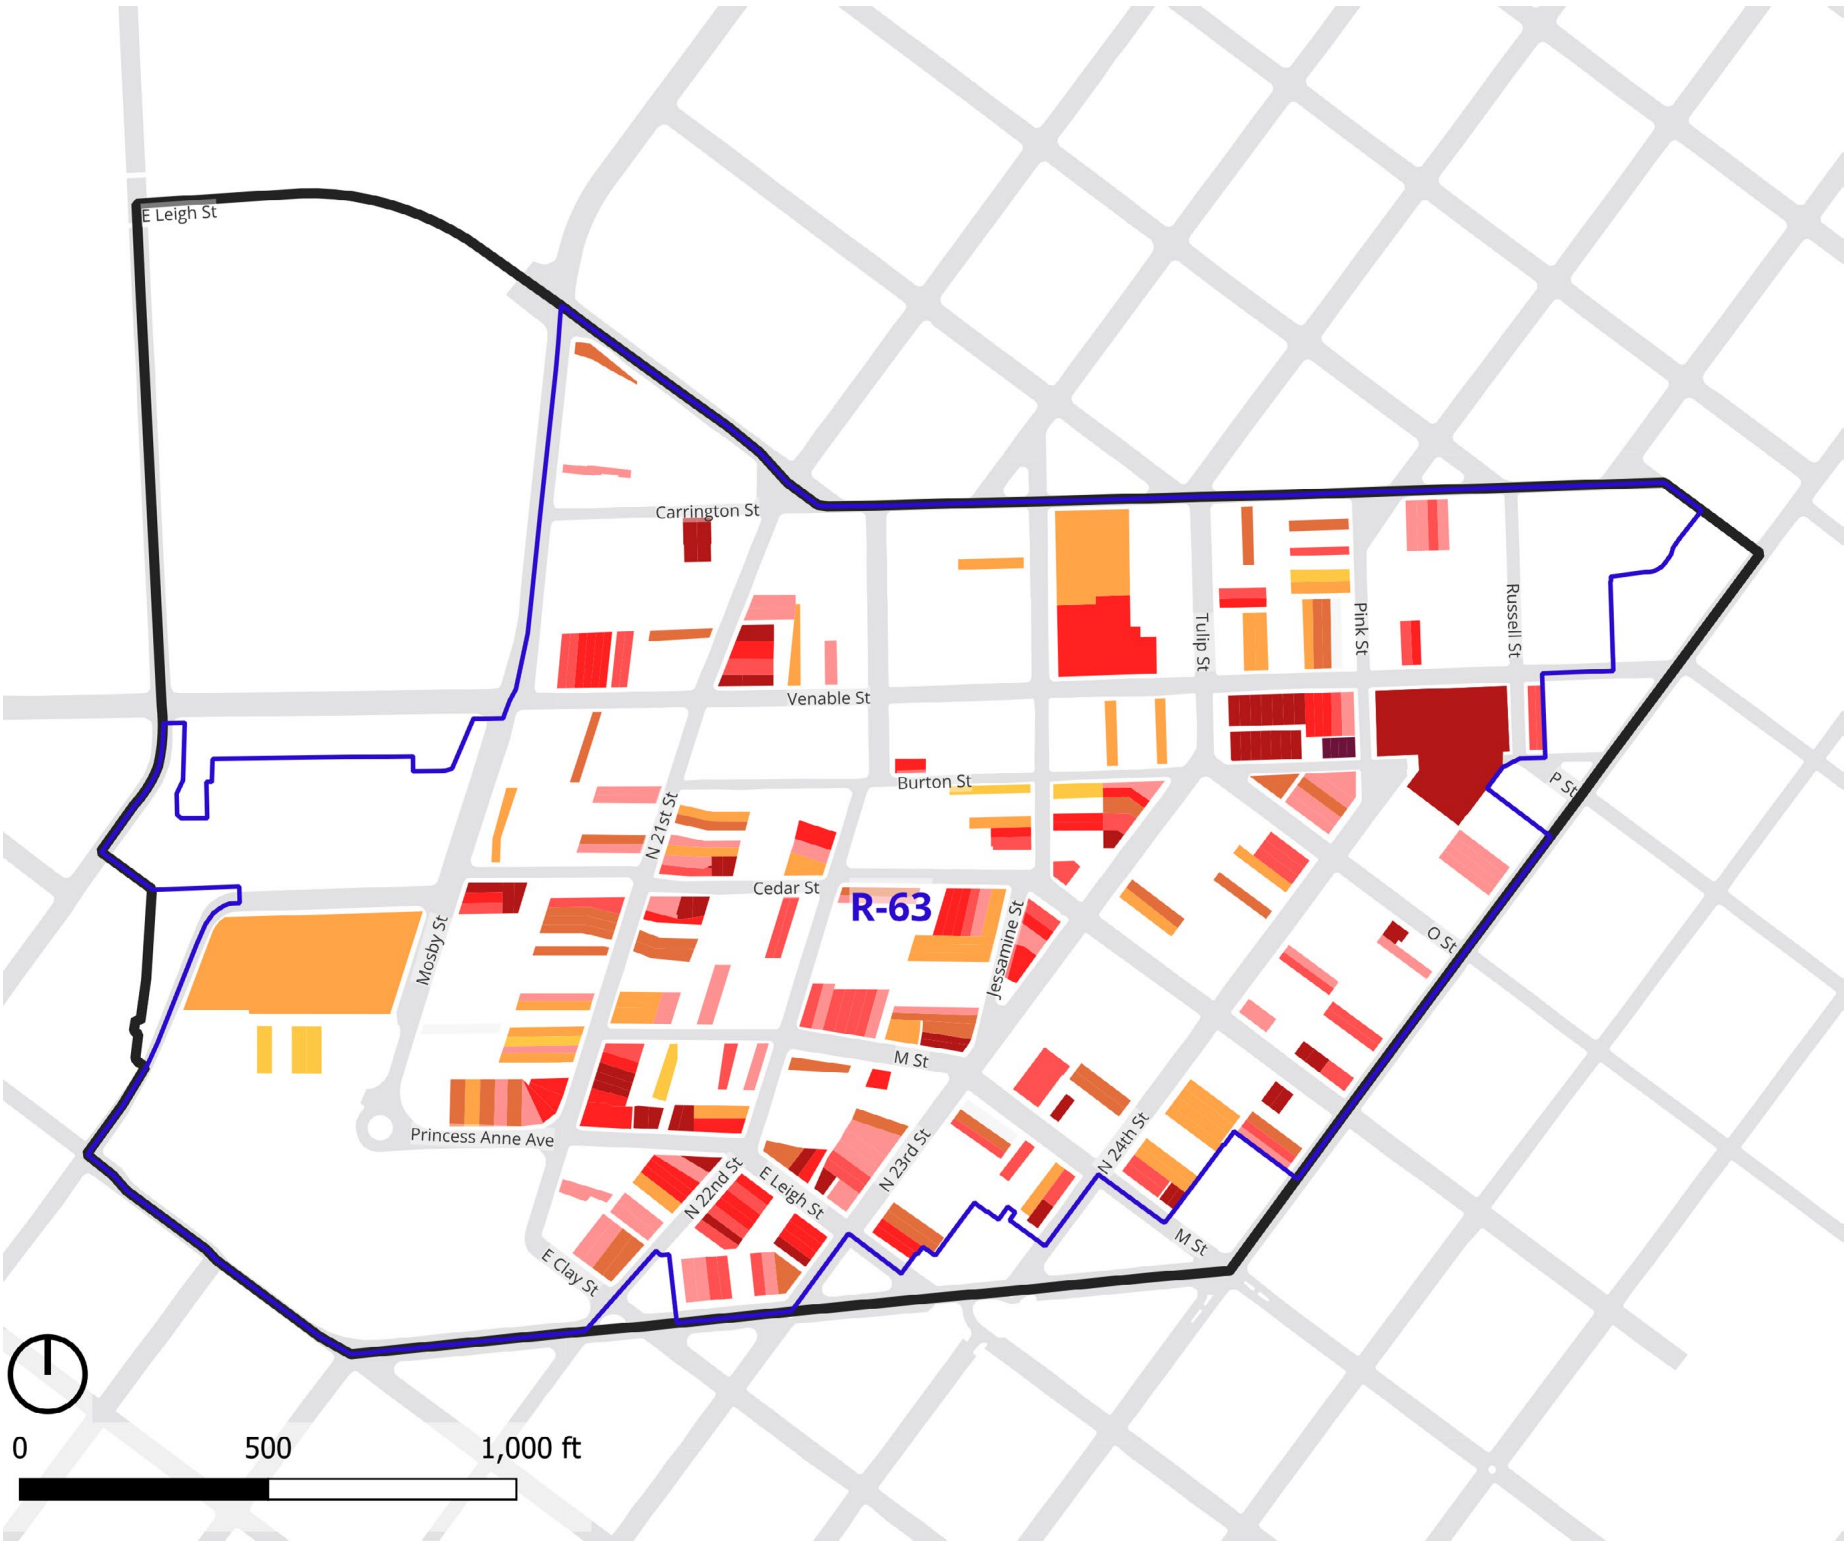 E Leigh St
Carrington St
Tulip St
Pink St
Russell St
Venable St
Burton St
P St
N 21st St
Cedar St
R-63
Mosby St
Jessamine St
O St
M St
Princess Anne Ave
N 22nd St
E Leigh St
N 23rd St
N 24th St
E Clay St
M St
0 500 1,000 ft